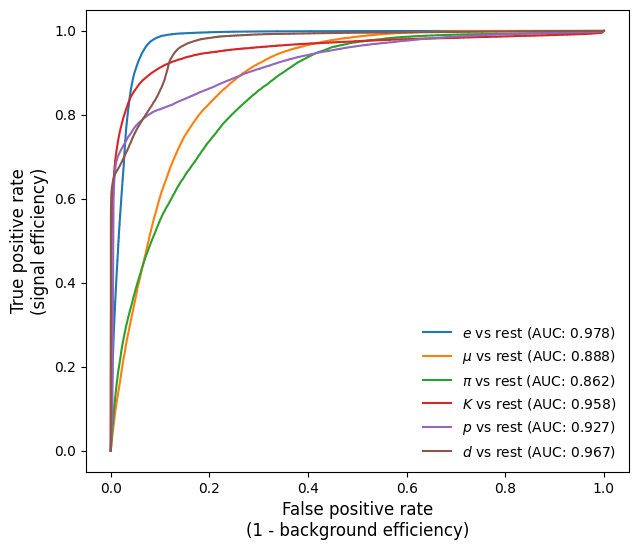 True positive rate
(signal efficiency)
1.0
0.8
0.6
0.4
0.2
0.0
e vs rest (AUC: 0.978)
μ vs rest (AUC: 0.888)
π vs rest (AUC: 0.862)
K vs rest (AUC: 0.958)
p vs rest (AUC: 0.927)
d vs rest (AUC: 0.967)
0.0 0.2 0.4 0.6 0.8 1.0
False positive rate
(1 - background efficiency)